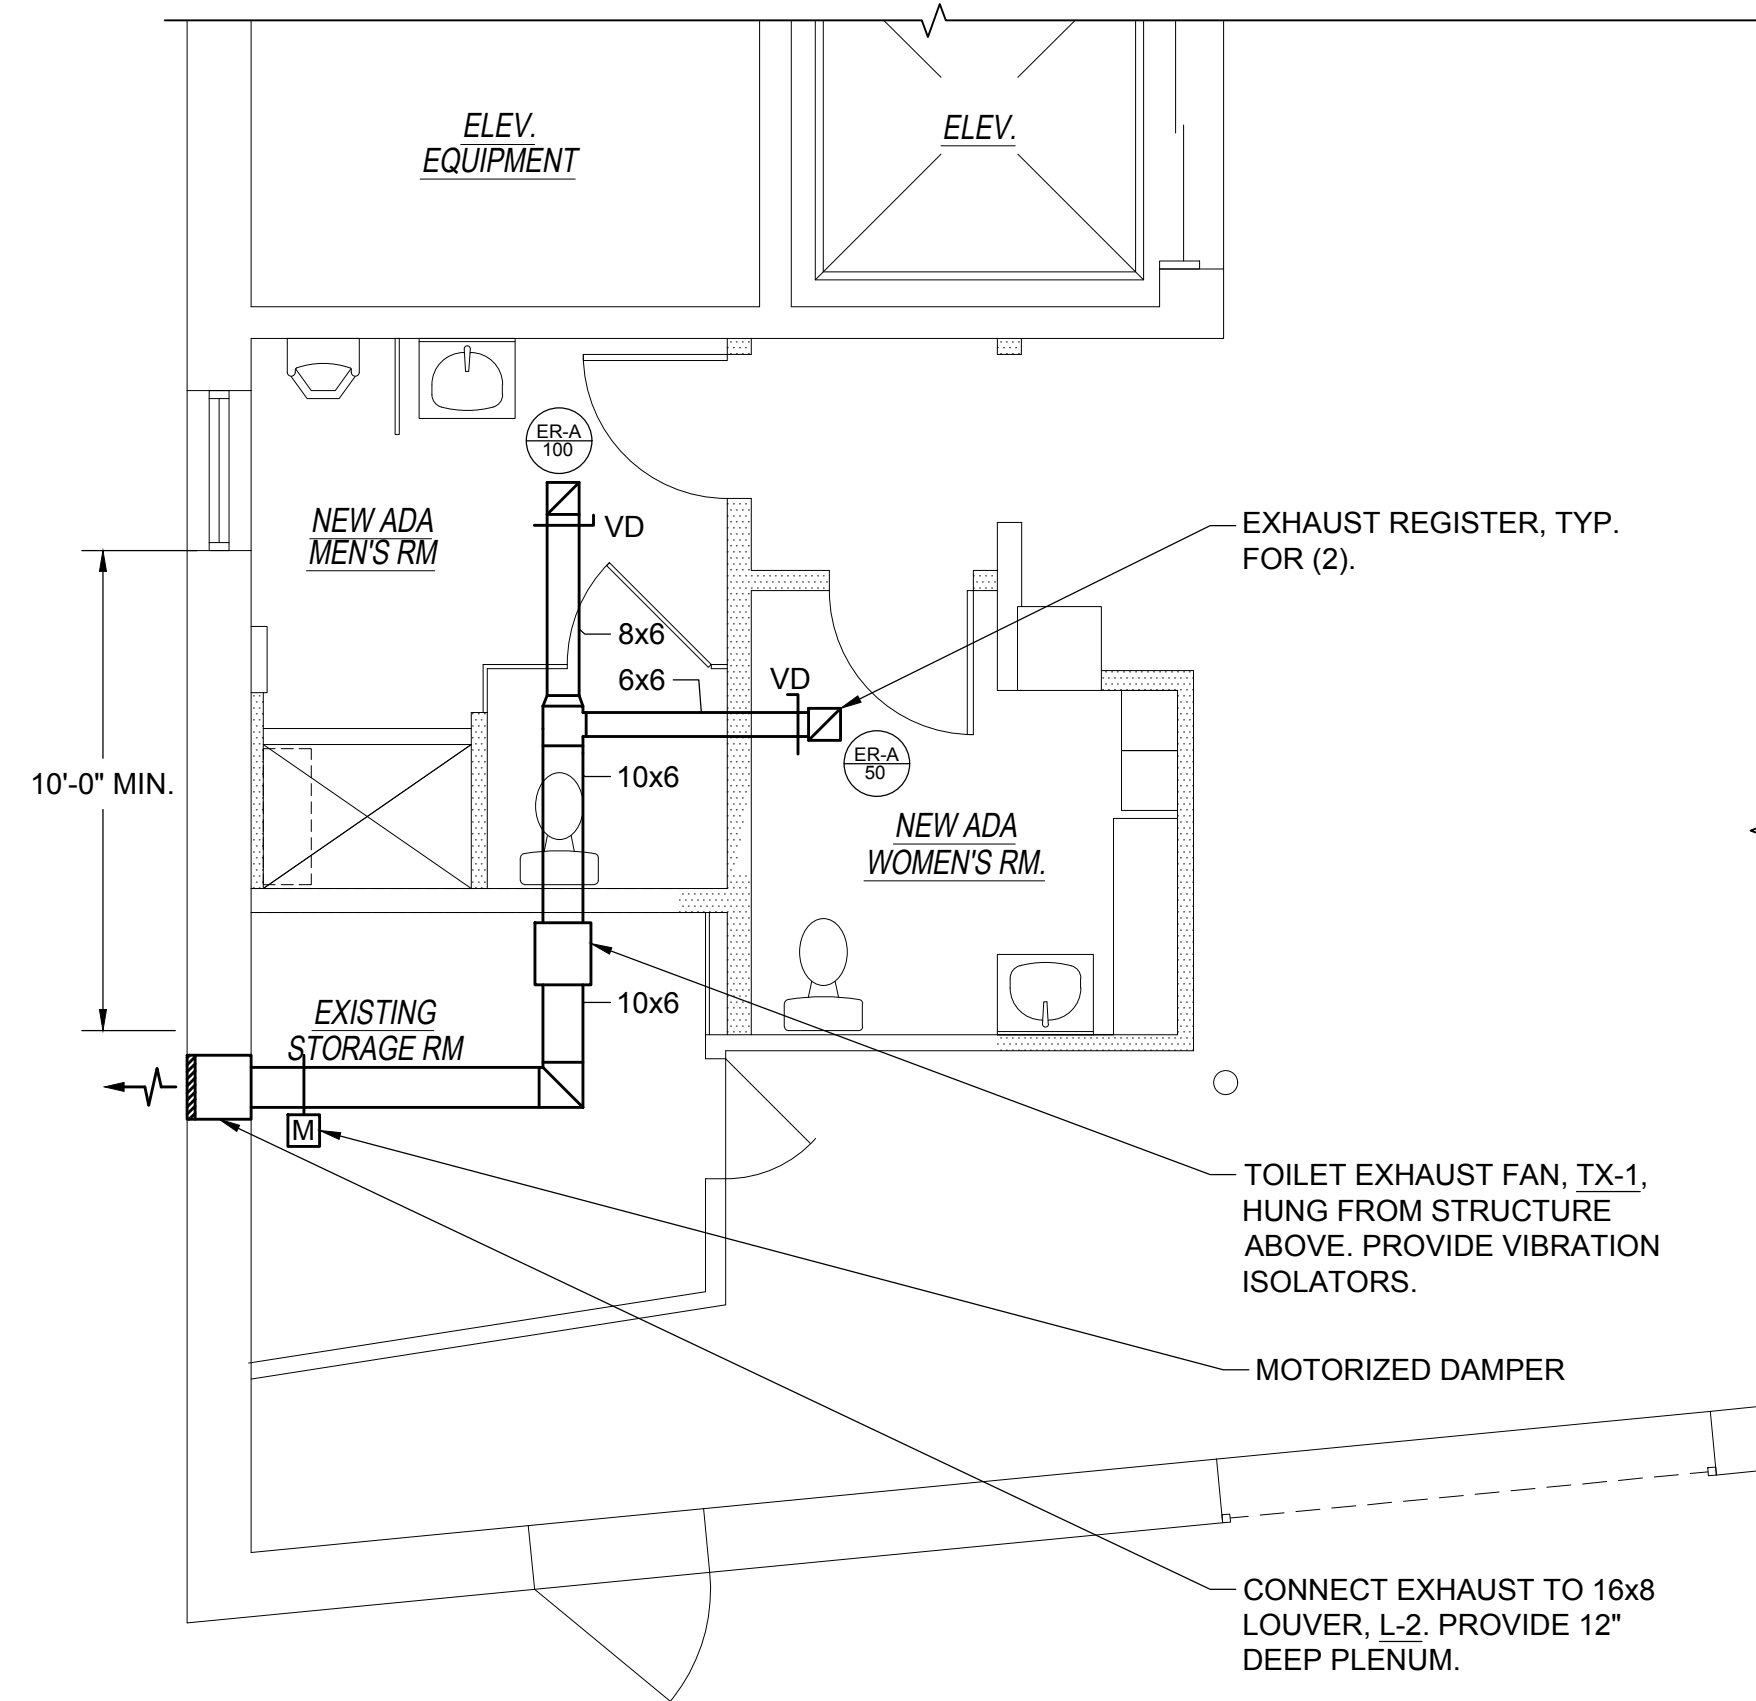 ELEV.
EQUIPMENT
ELEV.
ER-A
100
NEW ADA
MEN'S RM
VD
EXHAUST REGISTER, TYP.
FOR (2).
8x6
6x6
VD
10'-0" MIN.
10x6
ER-A
50
NEW ADA
WOMEN'S RM.
10x6
EXISTING
STORAGE RM
M
TOILET EXHAUST FAN, TX-1,
HUNG FROM STRUCTURE
ABOVE. PROVIDE VIBRATION
ISOLATORS.
MOTORIZED DAMPER
CONNECT EXHAUST TO 16x8
LOUVER, L-2. PROVIDE 12"
DEEP PLENUM.